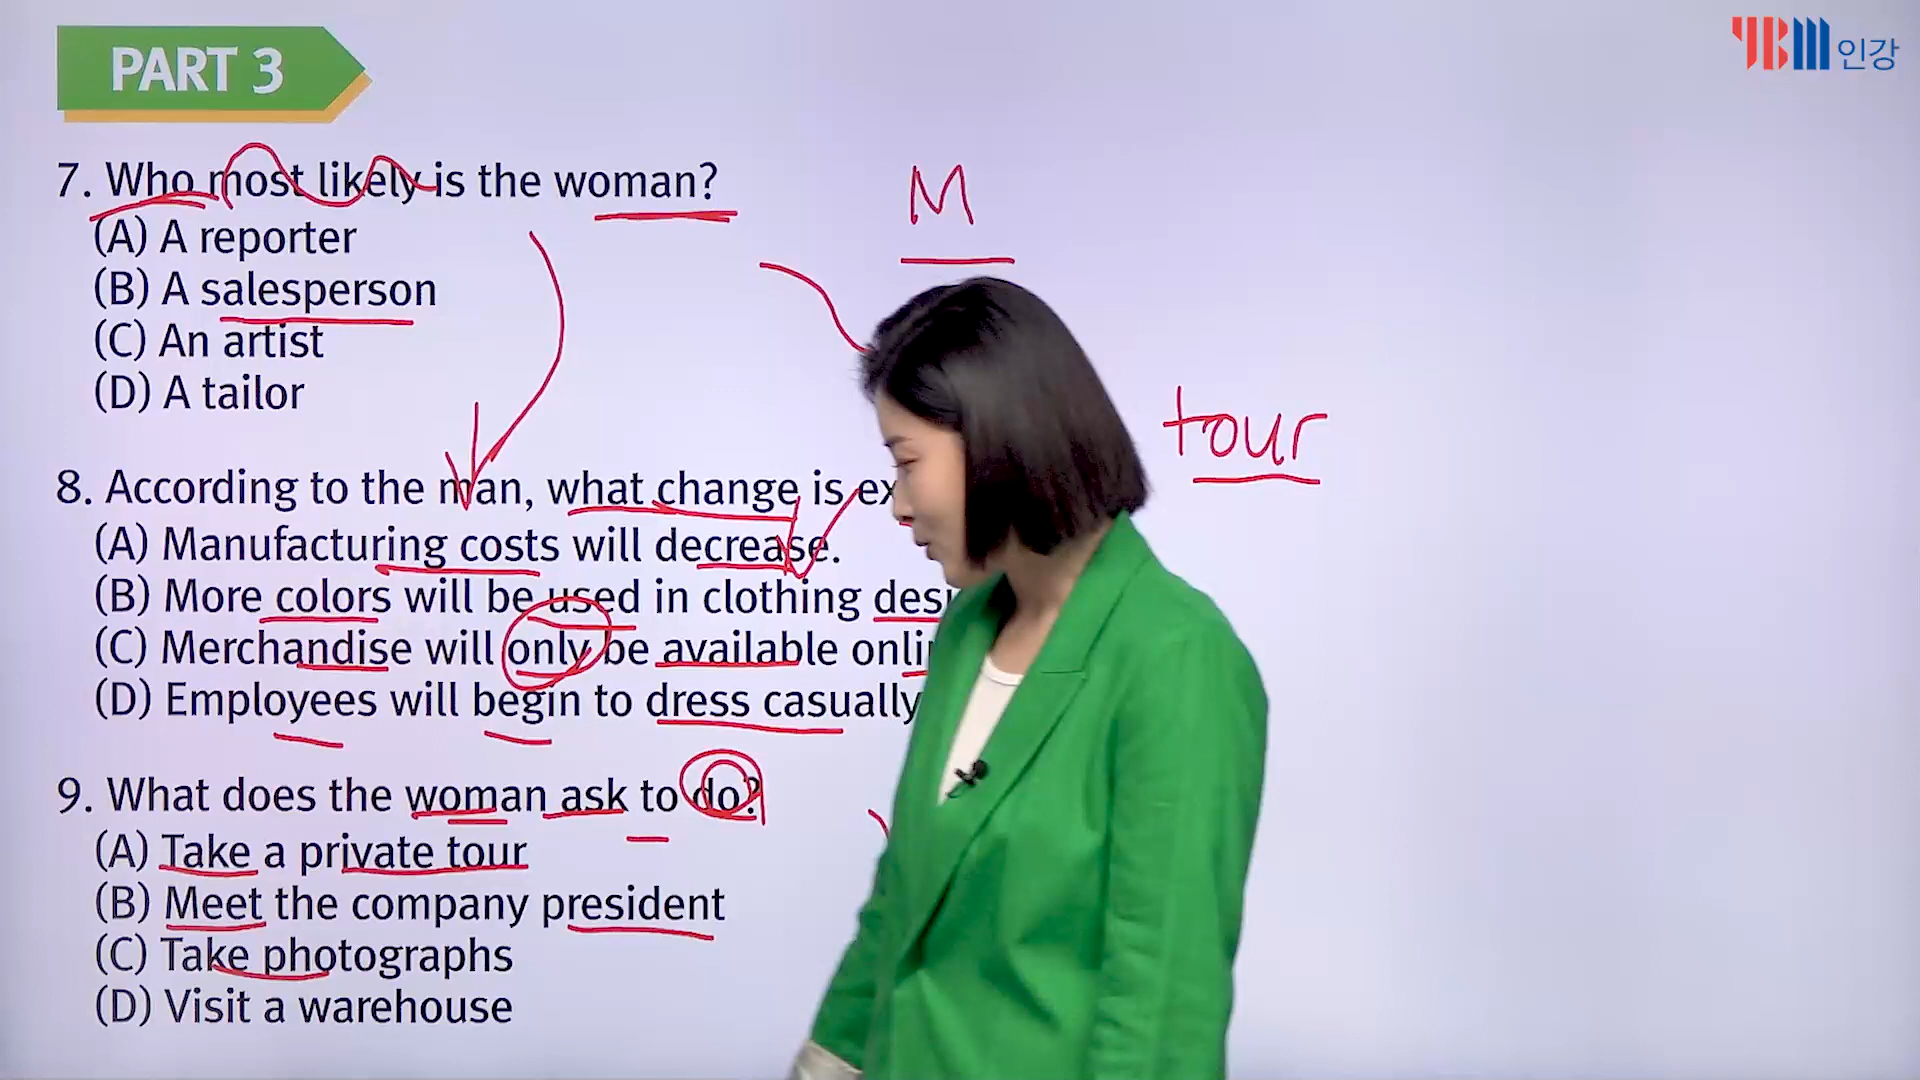 PART 3
YBM 인강
7. Who most likely is the woman?
M
(A) A reporter
(B) A salesperson
(C) An artist
(D) A tailor
tour
8. According to the man, what change is
(A) Manufacturing costs will decrease.
(B) More colors will be used in clothing
(C) Merchandise will only be available
(D) Employees will begin to dress casually
9. What does the woman ask to do?
(A) Take a private tour
(B) Meet the company president
(C) Take photographs
(D) Visit a warehouse